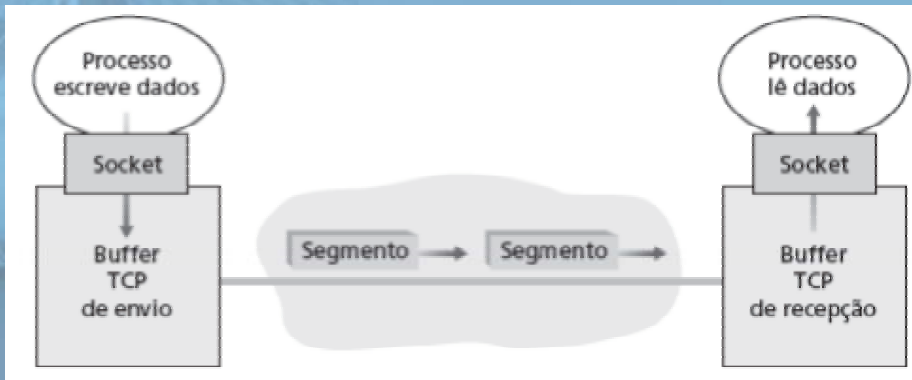 Processo
escreve dados
Socket
Buffer
TCP
de envio
Segmento
Segmento
Processo
lê dados
Socket
Buffer
TCP
de recepção